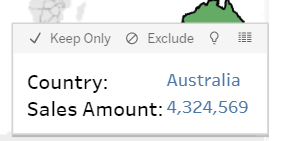 Keep Only Exclude
Country: Australia
Sales Amount: 4,324,569